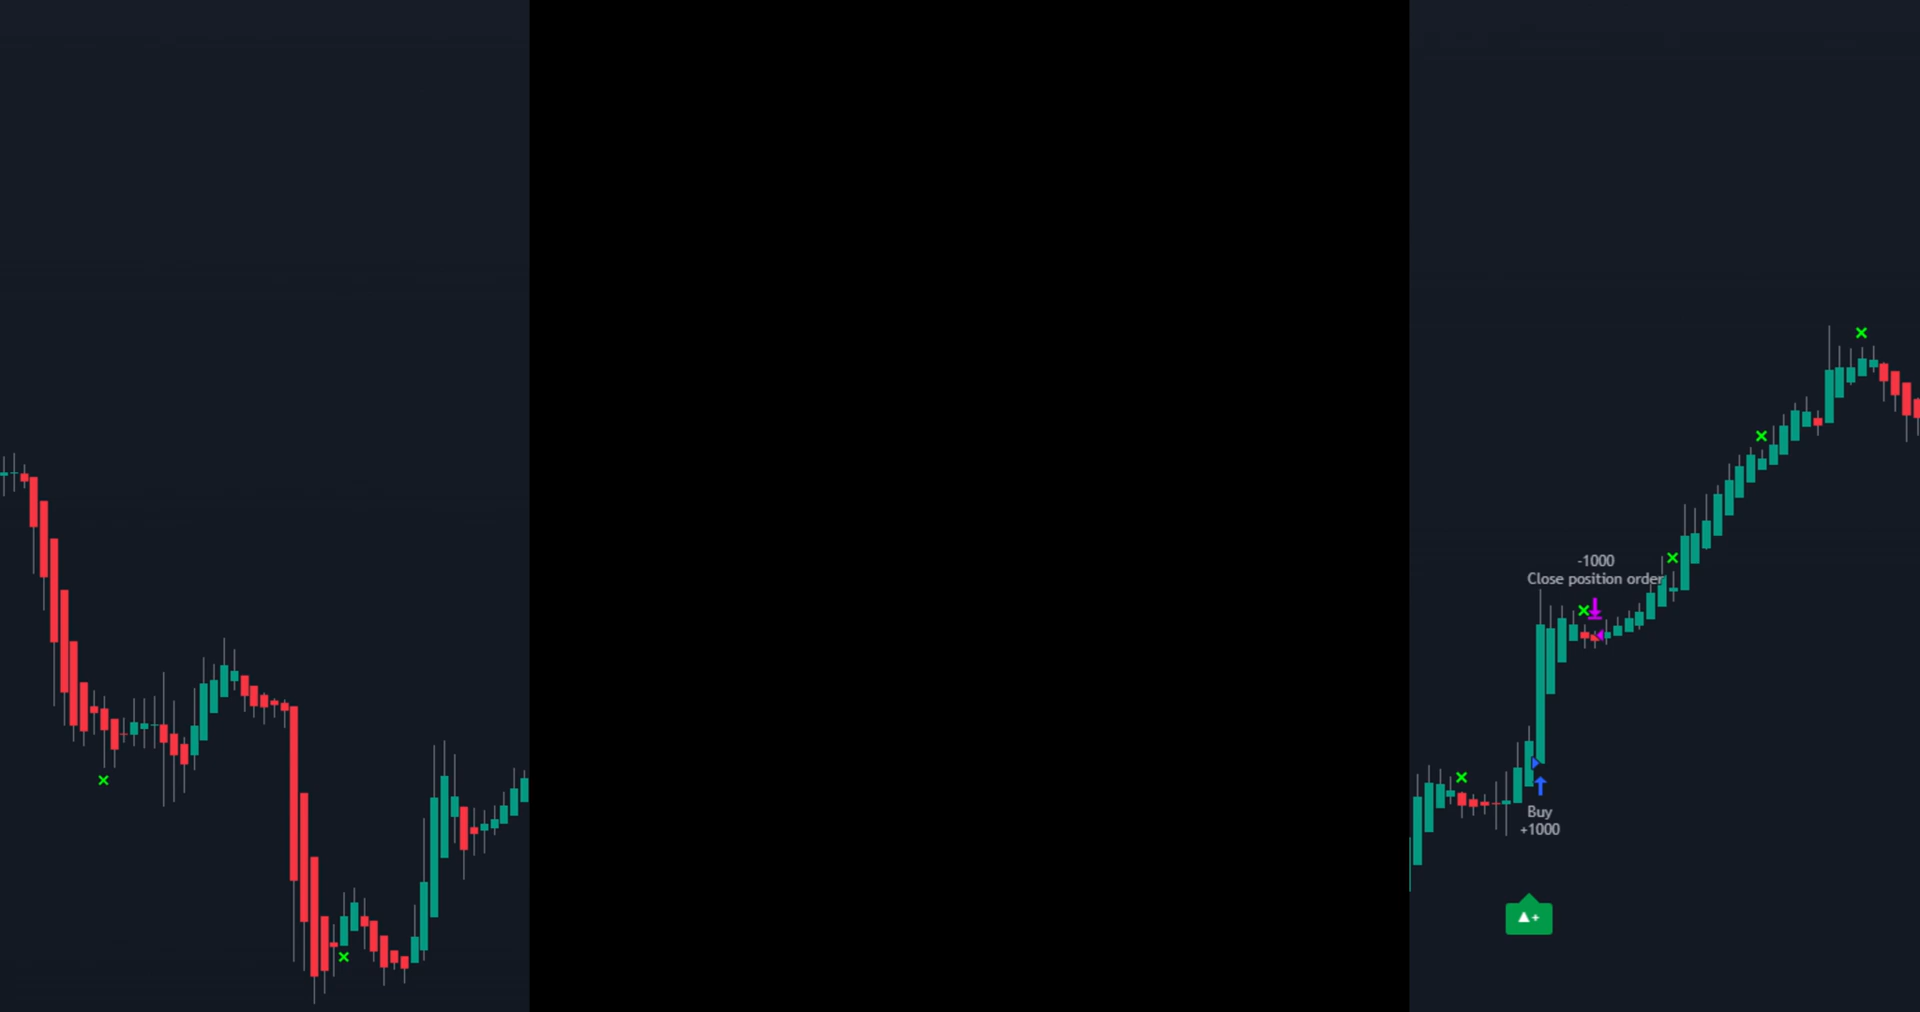 -1000
Close position order
Buy
+1000
▲+